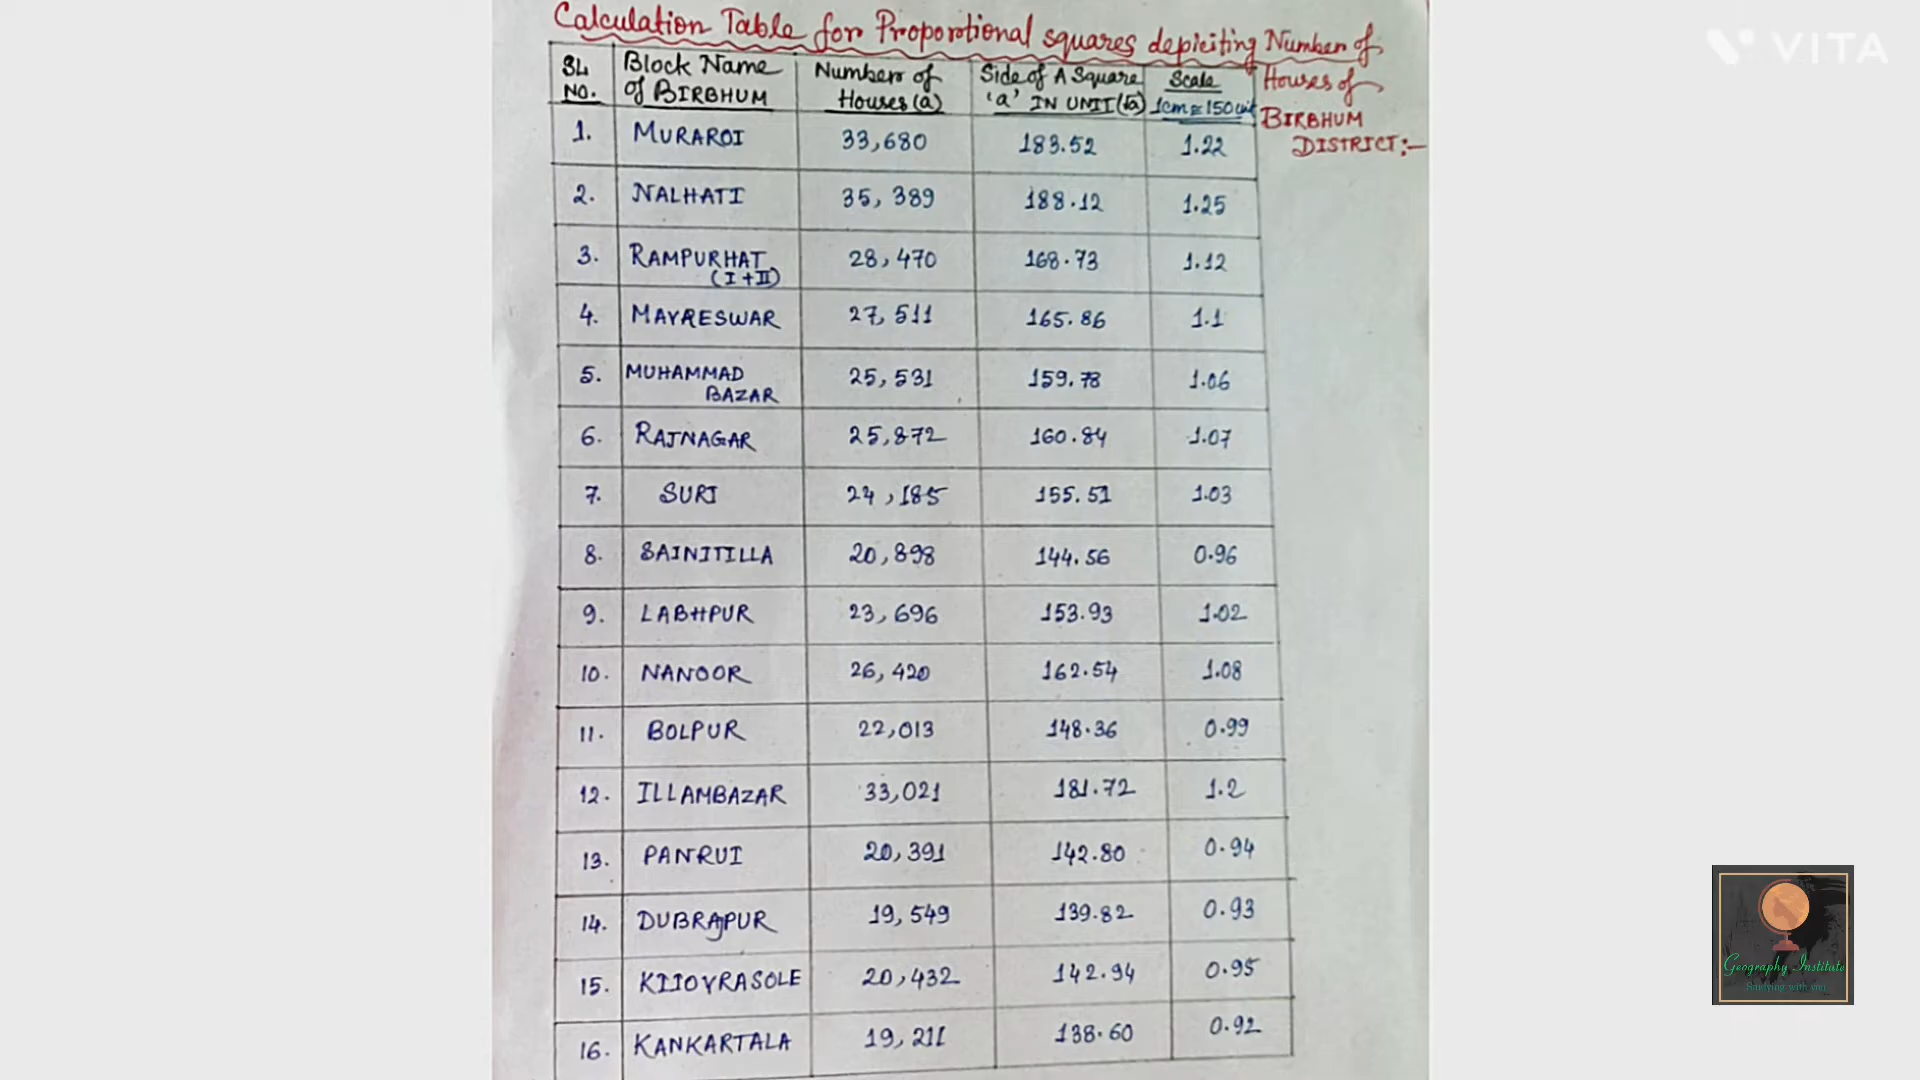 Calculation Table for Proportional squares depiciting Number of
Houses of
BIRBHUM
DISTRICT:-
SL NO. Block Name of BIRBHUM Number of Houses (a) Side of A Square 'a' IN UNIT (√a) Scale 1cm ≡ 150 unit
1. MURAROI 33,680 183.52 1.22
2. NALHATI 35,389 188.12 1.25
3. RAMPURHAT (I+II) 28,470 168.73 1.12
4. MAYRESWAR 27,511 165.86 1.1
5. MUHAMMAD BAZAR 25,531 159.78 1.06
6. RAJNAGAR 25,872 160.84 1.07
7. SURI 24,185 155.51 1.03
8. SAINITILLA 20,898 144.56 0.96
9. LABHPUR 23,696 153.93 1.02
10. NANOOR 26,420 162.54 1.08
11. BOLPUR 22,013 148.36 0.99
12. ILLAMBAZAR 33,021 181.72 1.2
13. PANRUI 20,391 142.80 0.94
14. DUBRAJPUR 19,549 139.82 0.93
15. KHOYRASOLE 20,432 142.94 0.95
16. KANKARTALA 19,211 138.60 0.92
VITA
Geography Institute
Studying with you